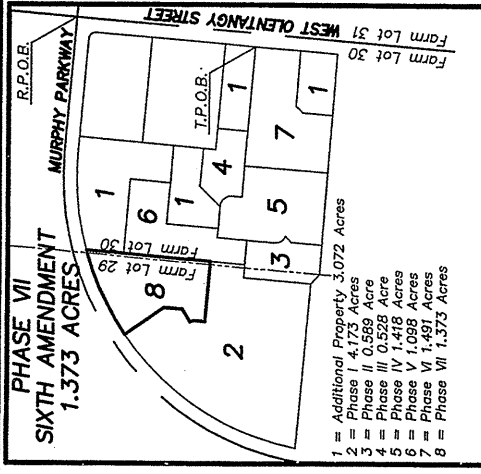 R.P.O.B.
WEST OLENTANGY STREET
Farm Lot 31
Farm Lot 30
MURPHY PARKWAY
PHASE VII
SIXTH AMENDMENT
1.373 ACRES
T.P.O.B.
1
1
1
1
6
4
7
5
3
8
2
Farm Lot 30
Farm Lot 29
1 = Additional Property 3.072 Acres
2 = Phase I 4.173 Acres
3 = Phase II 0.589 Acre
4 = Phase III 0.528 Acre
5 = Phase IV 1.418 Acres
6 = Phase V 1.098 Acres
7 = Phase VI 1.491 Acres
8 = Phase VII 1.373 Acres